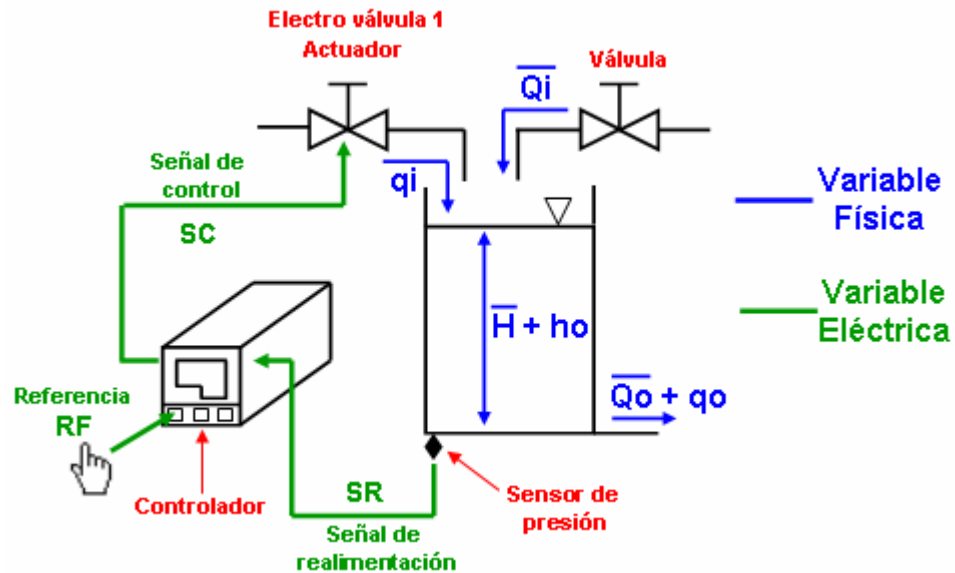 Electro válvula 1
Actuador
Qi
Válvula
Señal de
control
SC
qi
Variable
Física
H + ho
Variable
Eléctrica
Referencia
RF
Qo + qo
Controlador
SR
Señal de
realimentación
Sensor de
presión